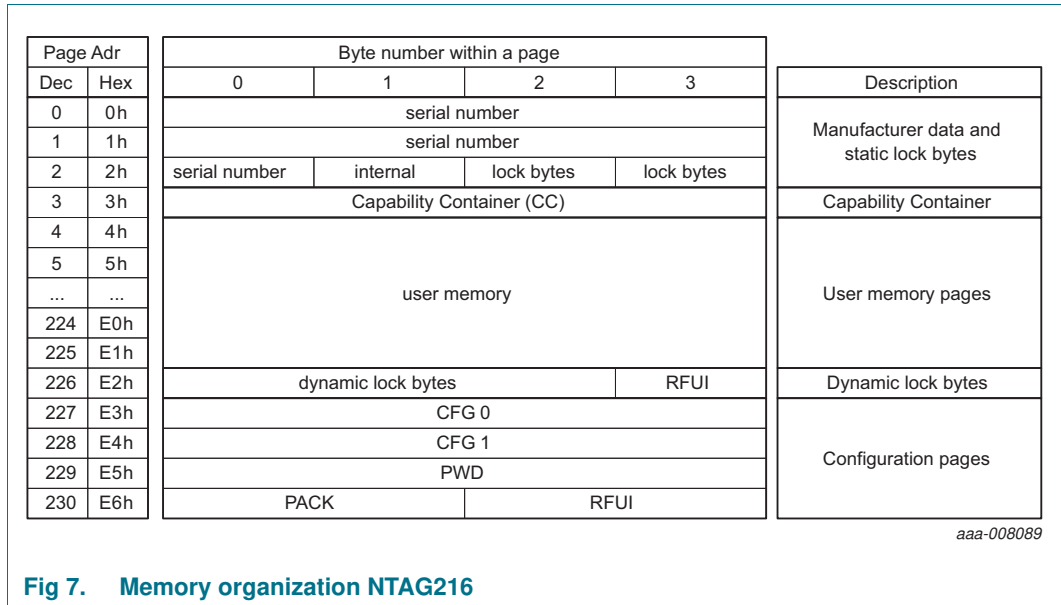 Page Adr Byte number within a page
Dec Hex 0 1 2 3 Description
0 0h serial number
1 1h serial number
Manufacturer data and
static lock bytes
2 2h serial number internal lock bytes lock bytes
3 3h Capability Container (CC) Capability Container
4 4h
5 5h
... ... user memory User memory pages
224 E0h
225 E1h
226 E2h dynamic lock bytes RFUI Dynamic lock bytes
227 E3h CFG 0
228 E4h CFG 1
Configuration pages
229 E5h PWD
230 E6h PACK RFUI
aaa-008089
Fig 7. Memory organization NTAG216